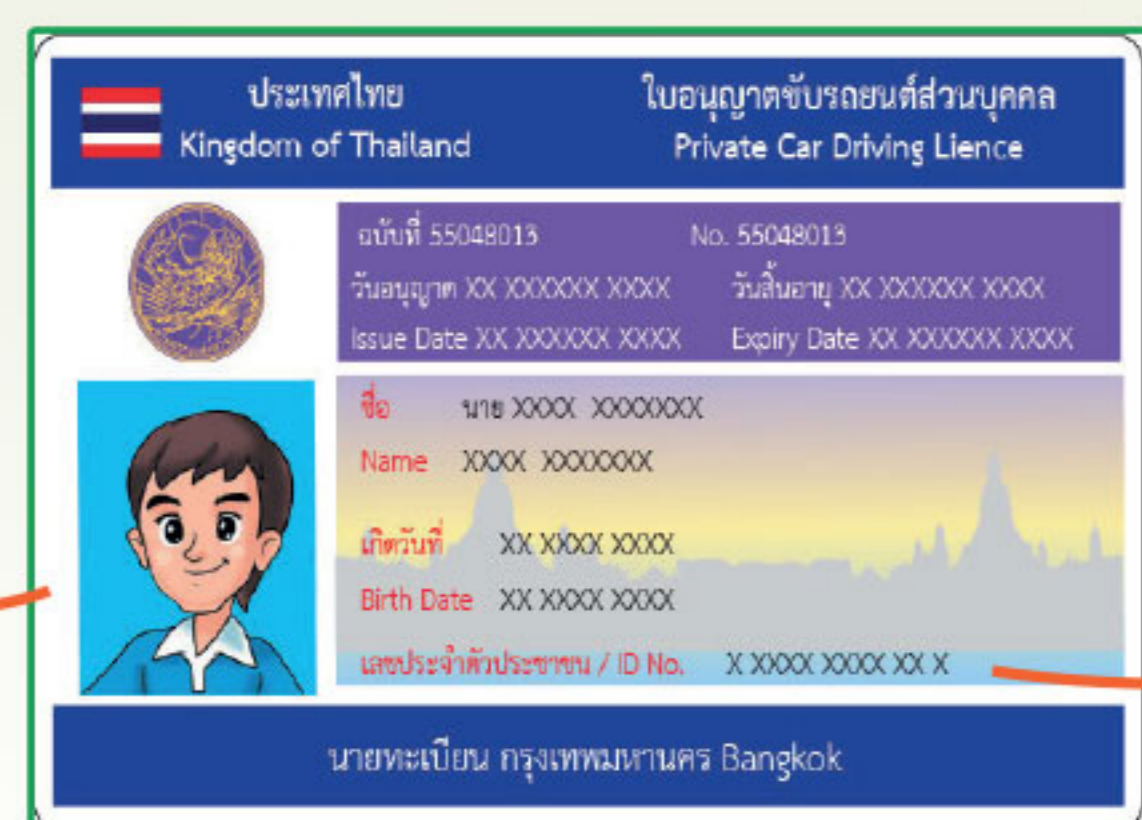 ประเทศไทย
Kingdom of Thailand
ใบอนุญาตขับรถยนต์ส่วนบุคคล
Private Car Driving Lience
ฉบับที่ 55048013 No. 55048013
วันอนุญาต XX XXXXXX XXXX วันสิ้นอายุ XX XXXXXX XXXX
Issue Date XX XXXXXX XXXX Expiry Date XX XXXXXX XXXX
ชื่อ นาย XXXX XXXXXXX
Name XXXX XXXXXXX
เกิดวันที่ XX XXXX XXXX
Birth Date XX XXXX XXXX
เลขประจำตัวประชาชน / ID No. X XXXX XXXX XX X
นายทะเบียน กรุงเทพมหานคร Bangkok